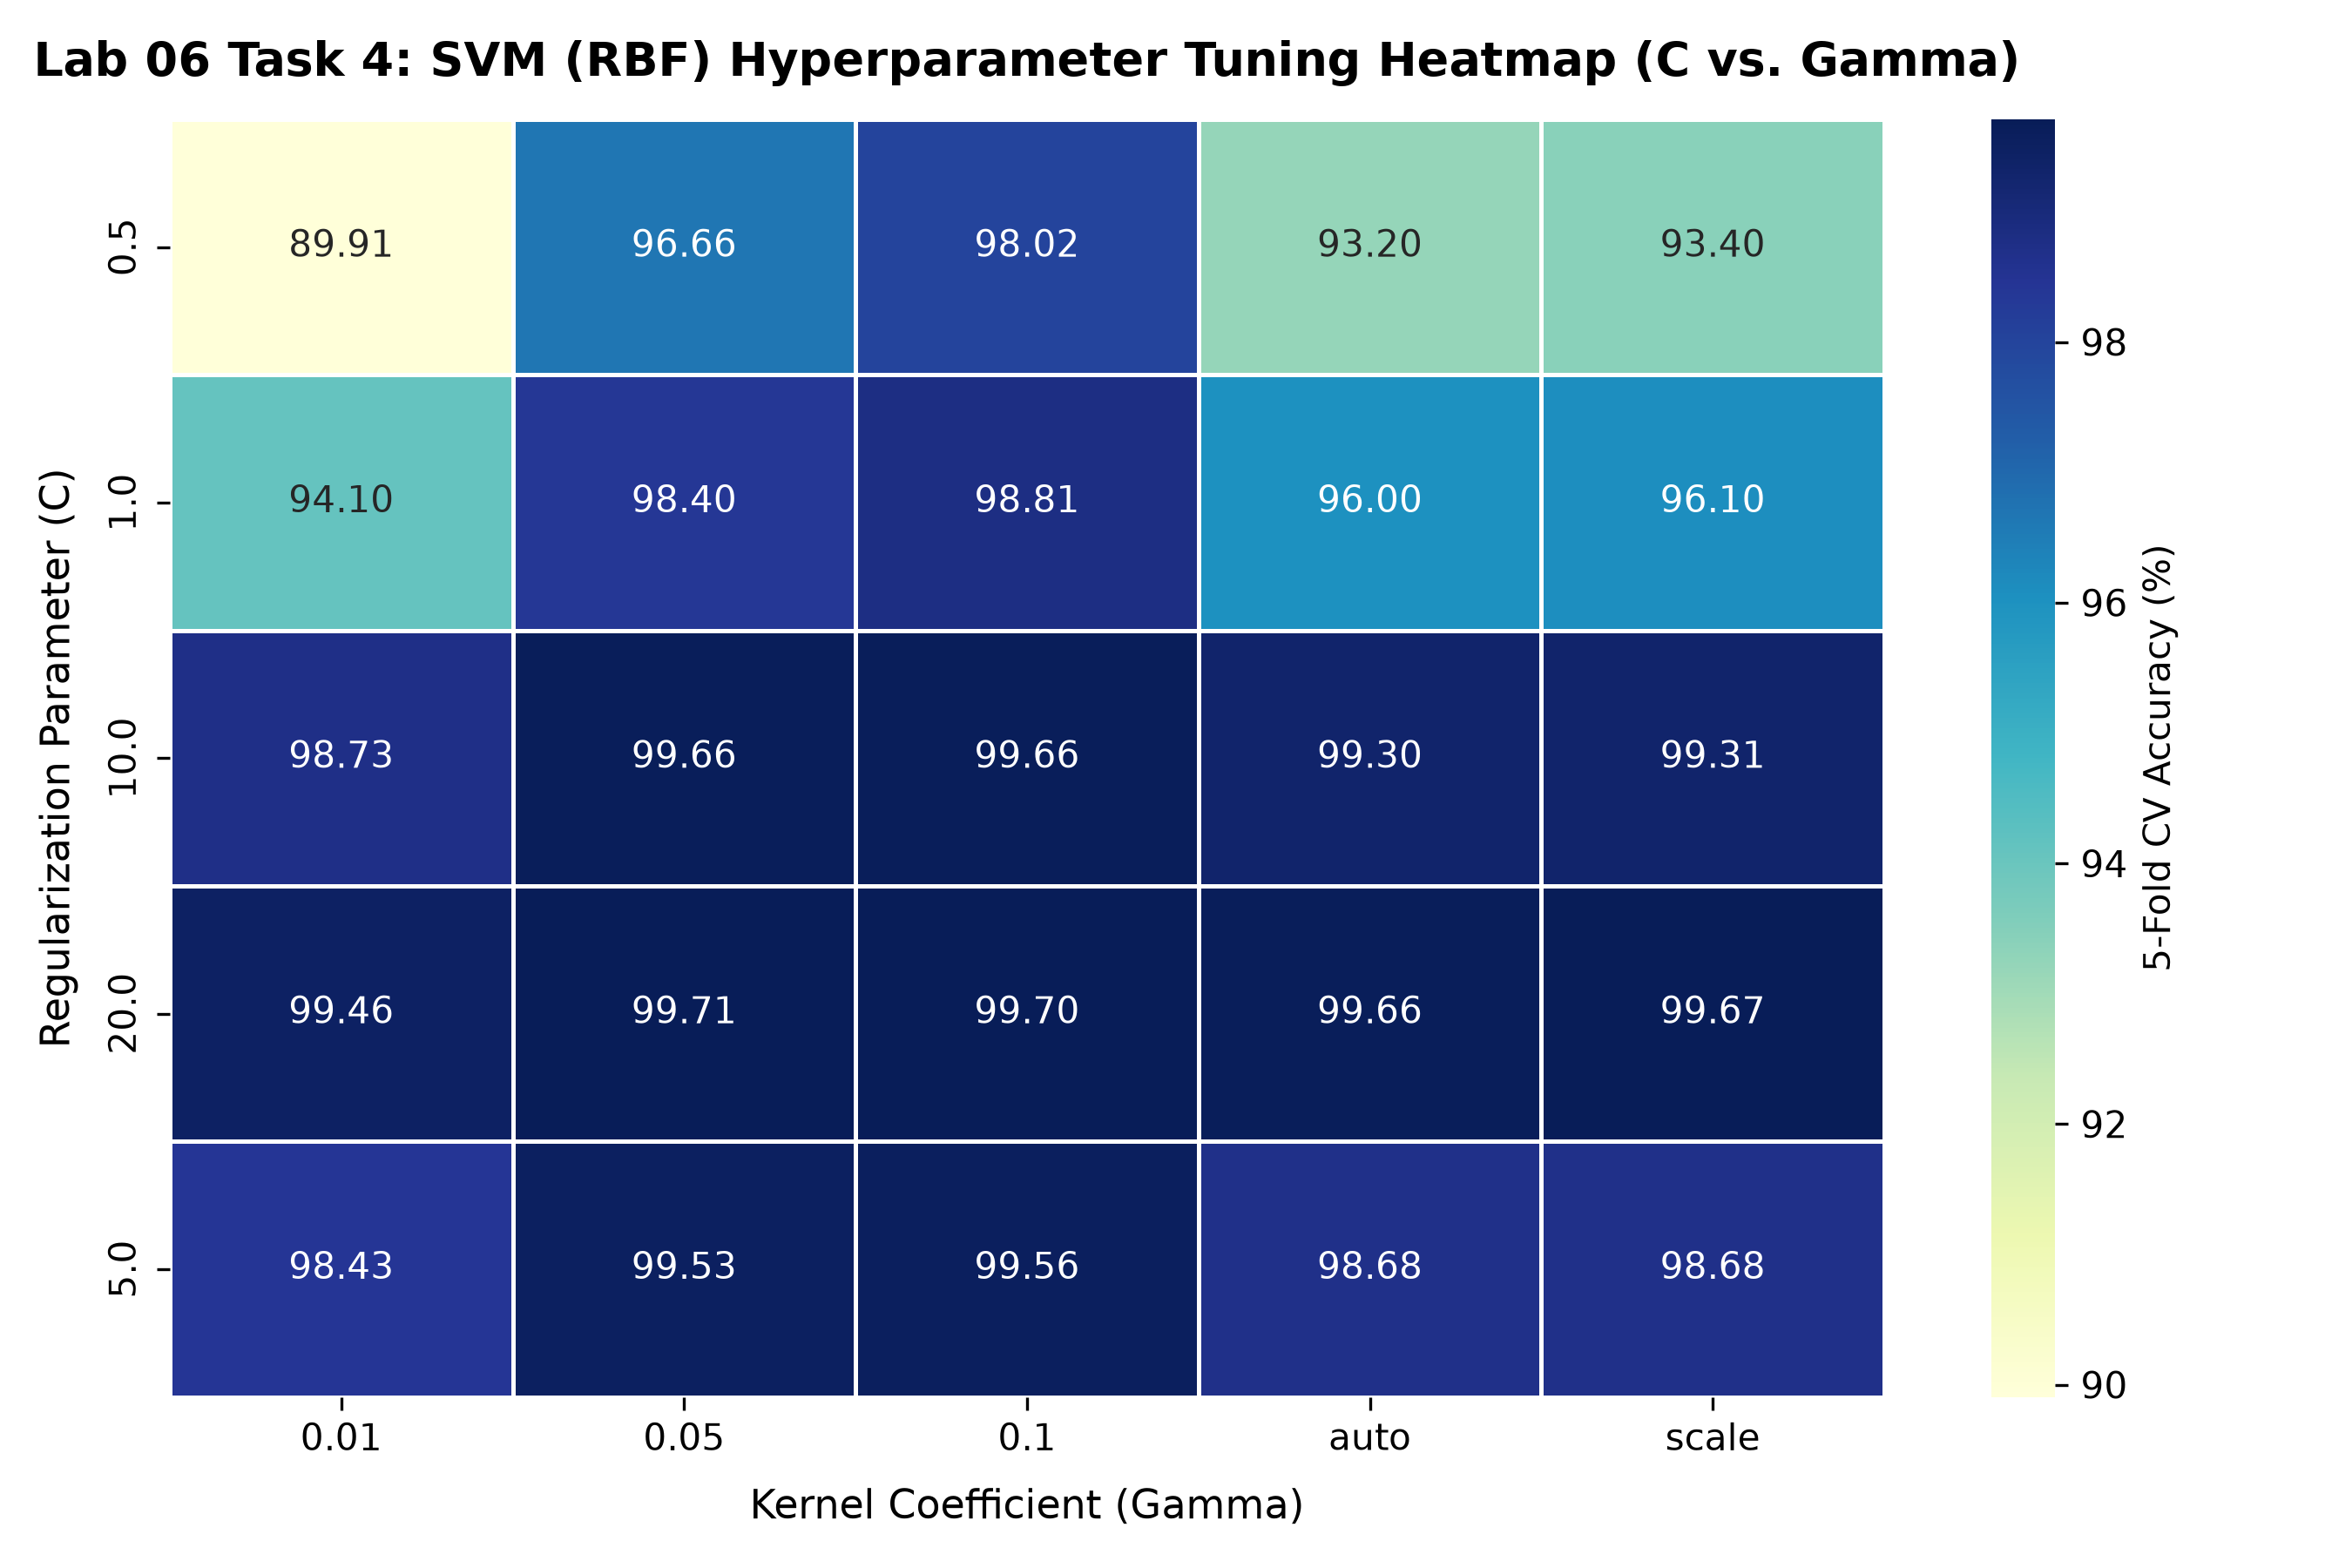 Lab 06 Task 4: SVM (RBF) Hyperparameter Tuning Heatmap (C vs. Gamma)
Regularization Parameter (C)
0.5 89.91 96.66 98.02 93.20 93.40
1.0 94.10 98.40 98.81 96.00 96.10
10.0 98.73 99.66 99.66 99.30 99.31
20.0 99.46 99.71 99.70 99.66 99.67
5.0 98.43 99.53 99.56 98.68 98.68
0.01 0.05 0.1 auto scale
Kernel Coefficient (Gamma)
98
96
94
92
90
5-Fold CV Accuracy (%)